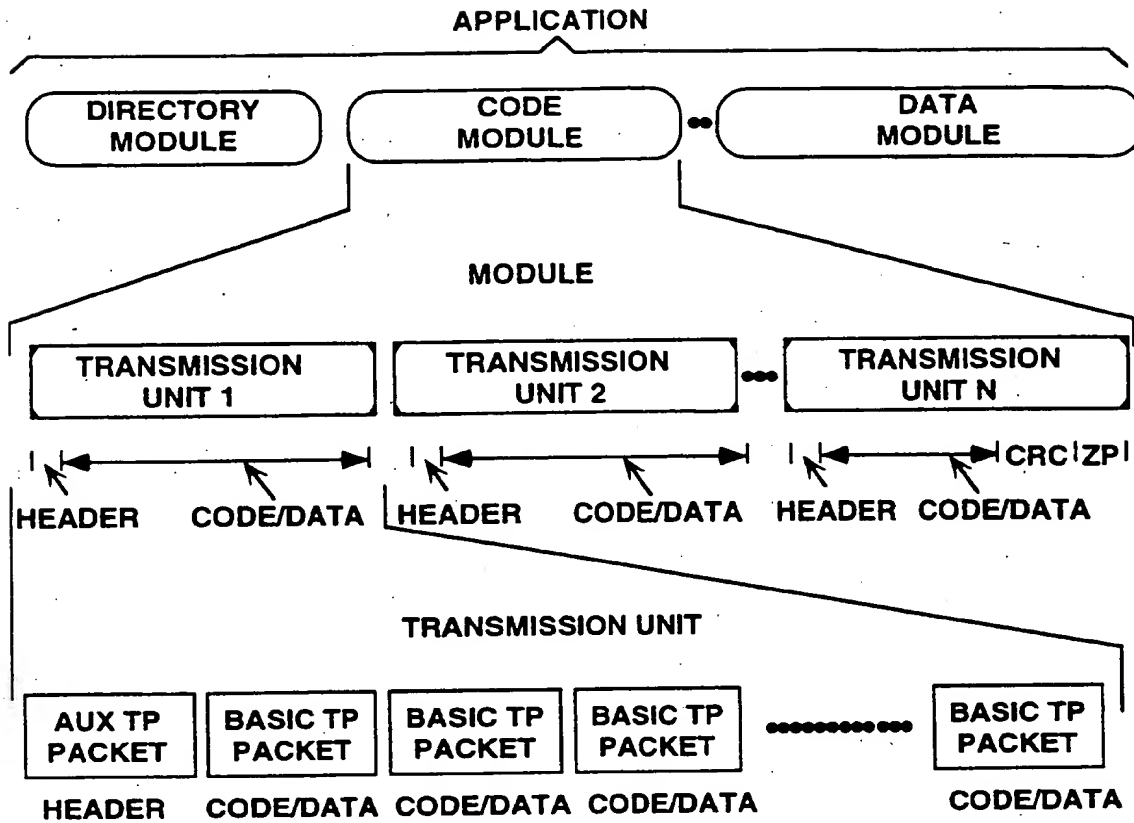 APPLICATION
DIRECTORY MODULE
CODE MODULE
DATA MODULE
MODULE
TRANSMISSION UNIT 1
TRANSMISSION UNIT 2
TRANSMISSION UNIT N
HEADER
CODE/DATA
HEADER
CODE/DATA
HEADER
CODE/DATA
CRC
ZP
TRANSMISSION UNIT
AUX TP PACKET
BASIC TP PACKET
BASIC TP PACKET
BASIC TP PACKET
BASIC TP PACKET
HEADER
CODE/DATA
CODE/DATA
CODE/DATA
CODE/DATA